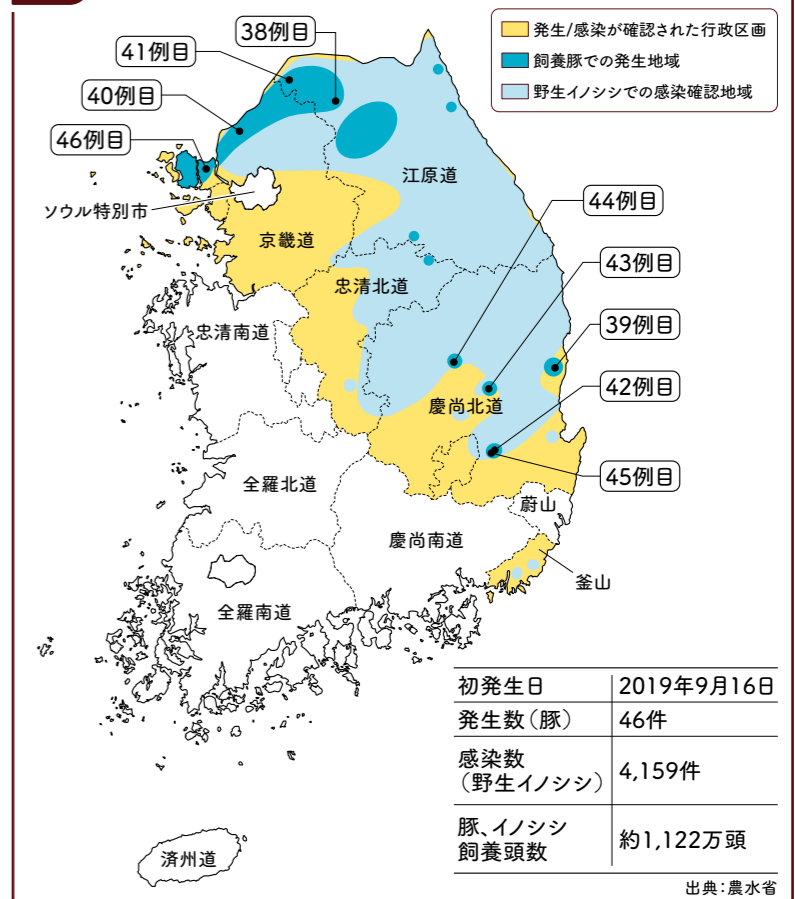 38例目
41例目
40例目
46例目
発生/感染が確認された行政区画
飼養豚での発生地域
野生イノシシでの感染確認地域
ソウル特別市
江原道
京畿道
44例目
43例目
39例目
42例目
45例目
忠清北道
忠清南道
慶尚北道
全羅北道
蔚山
慶尚南道
釜山
全羅南道
済州道
初発生日 2019年9月16日
発生数(豚) 46件
感染数
(野生イノシシ) 4,159件
豚、イノシシ
飼養頭数 約1,122万頭
出典:農水省